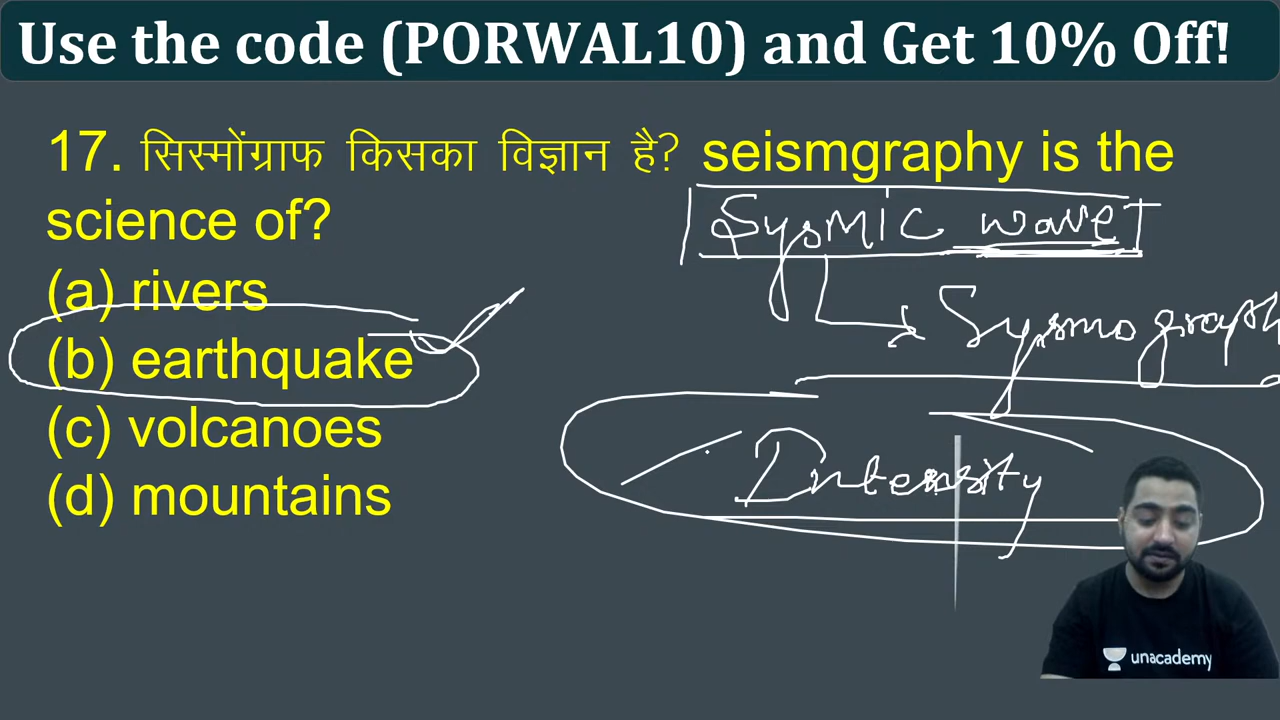 Use the code (PORWAL10) and Get 10% Off!
17. सिस्मोंग्राफ किसका विज्ञान है? seismgraphy is the
science of?
(a) rivers
(b) earthquake
(c) volcanoes
(d) mountains
SysMic wave
Sysmograph
Intensity
unacademy